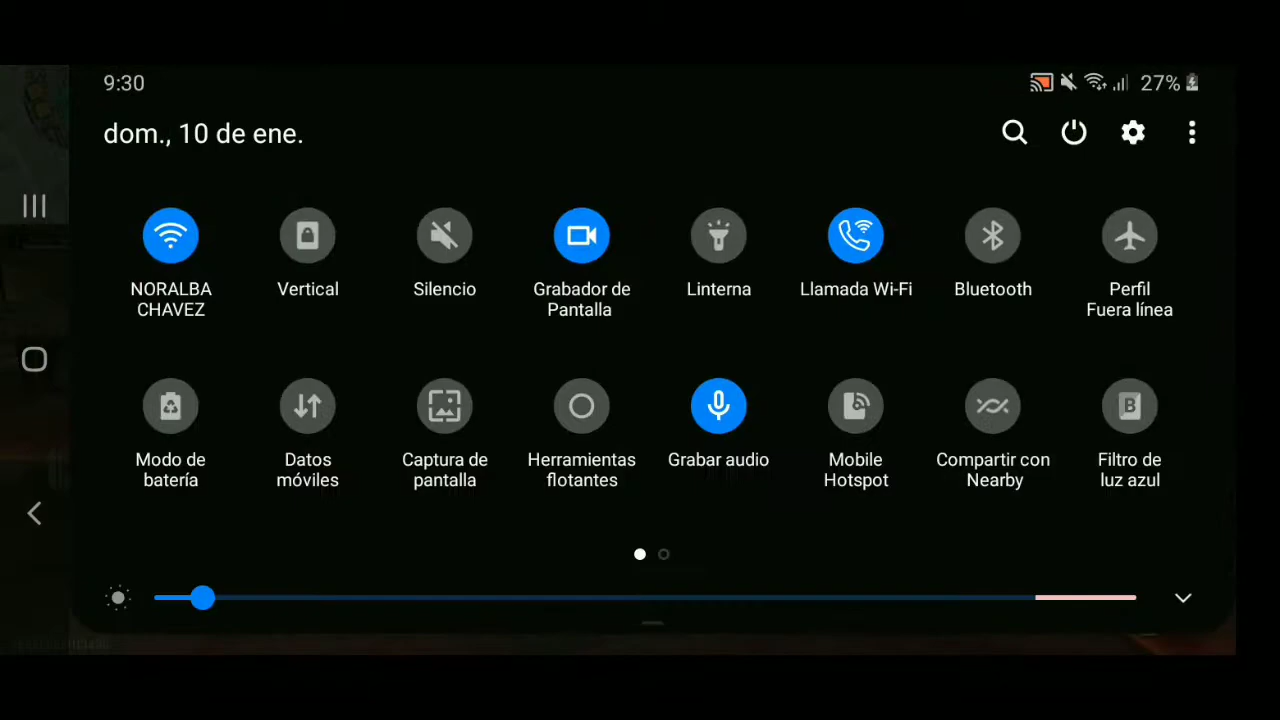 9:30
27%
dom., 10 de ene.
NORALBA
CHAVEZ
Vertical
Silencio
Grabador de
Pantalla
Linterna
Llamada Wi-Fi
Bluetooth
Perfil
Fuera línea
Modo de
batería
Datos
móviles
Captura de
pantalla
Herramientas
flotantes
Grabar audio
Mobile
Hotspot
Compartir con
Nearby
B
Filtro de
luz azul